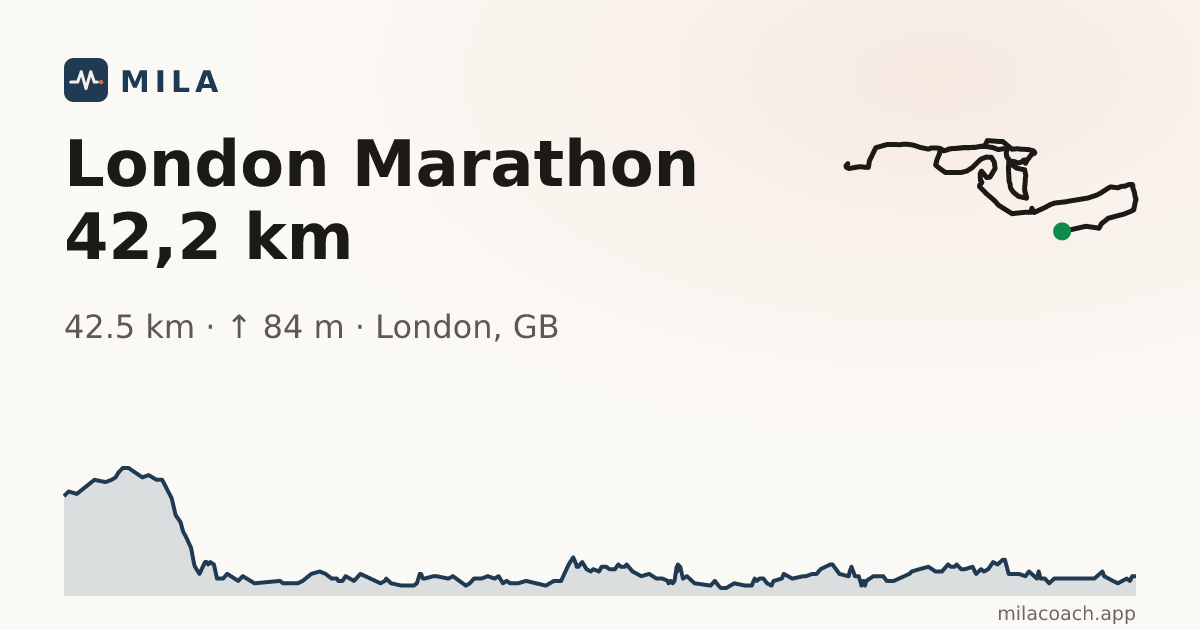 MILA
London Marathon
42,2 km
42.5 km · ↑ 84 m · London, GB
milacoach.app